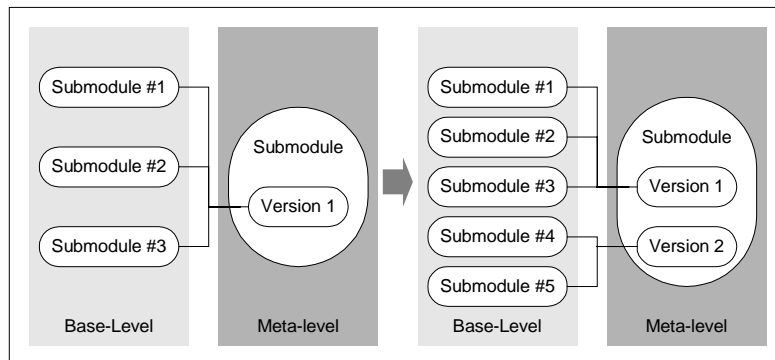 Submodule #1
Submodule #2
Submodule #3
Base-Level
Submodule
Version 1
Meta-level
Submodule #1
Submodule #2
Submodule #3
Submodule #4
Submodule #5
Base-Level
Submodule
Version 1
Version 2
Meta-level